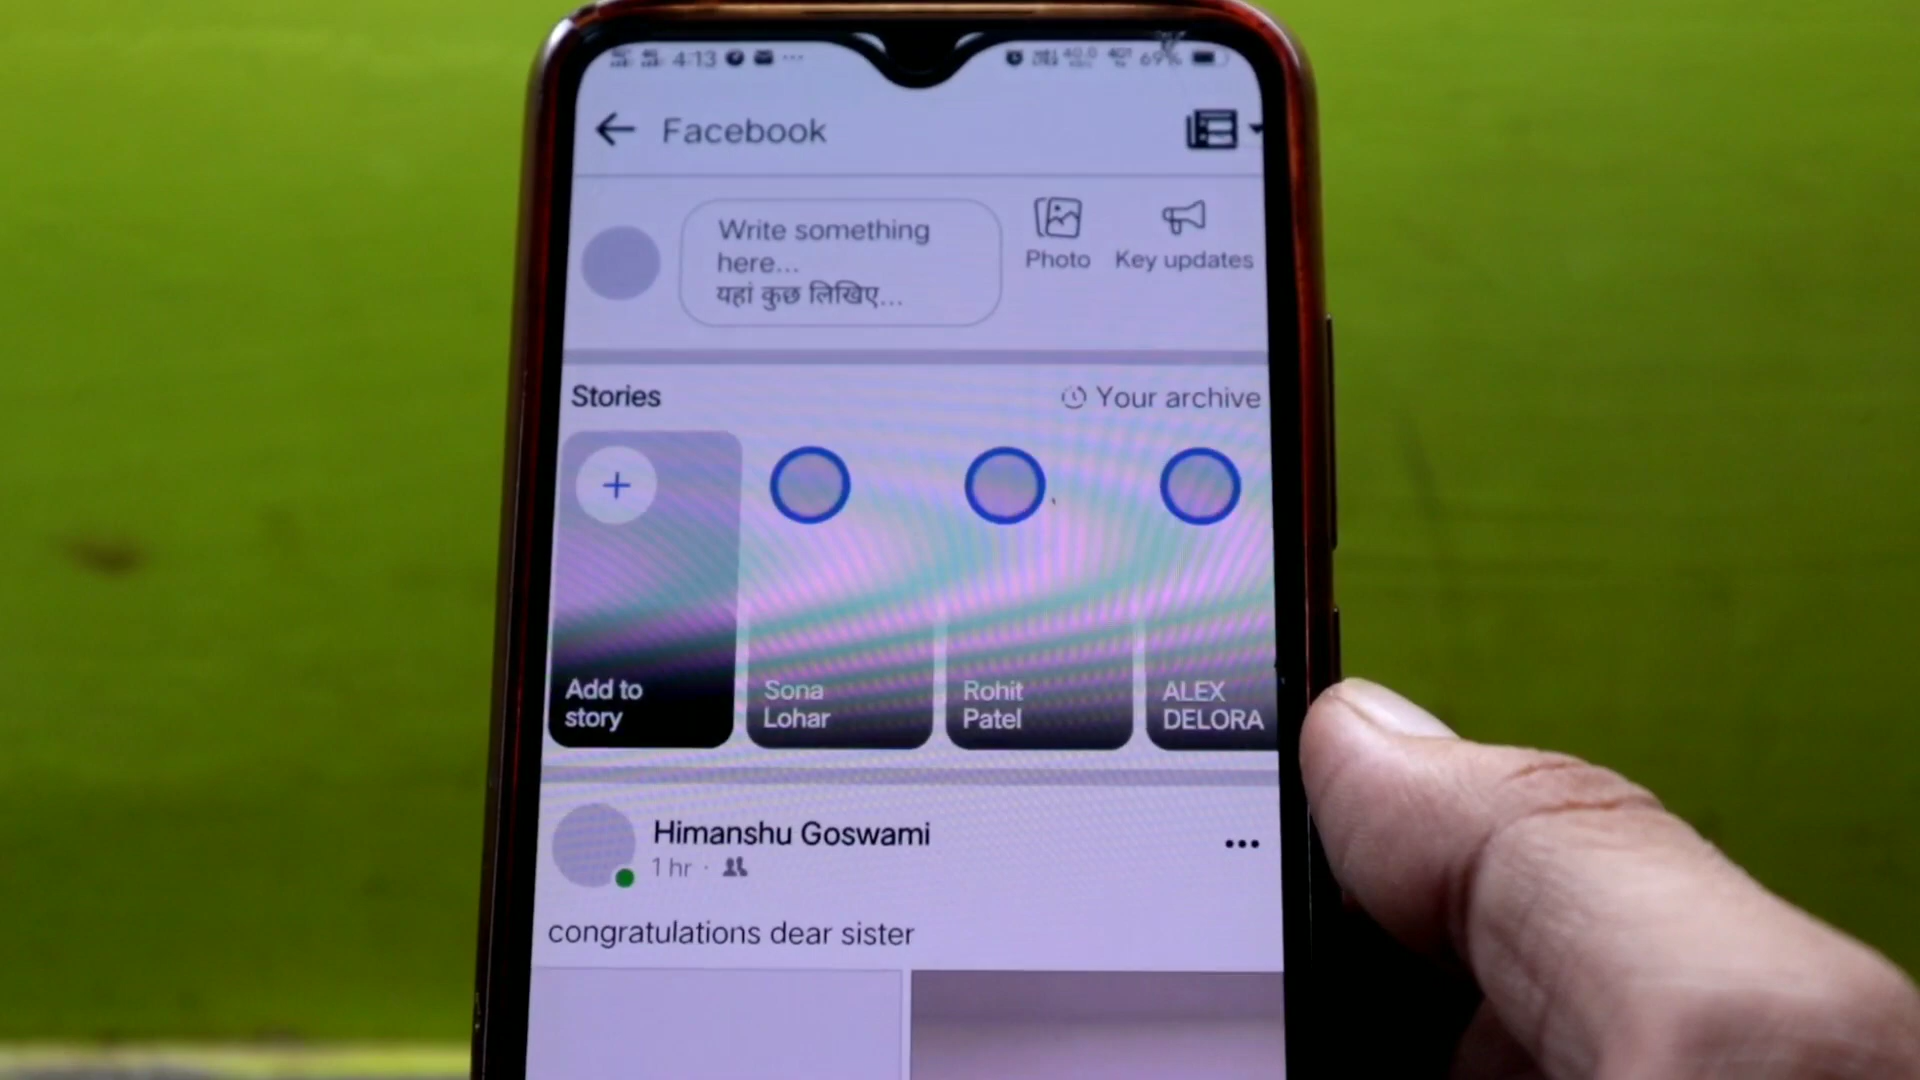 4:13
69%
Facebook
Write something
here...
यहां कुछ लिखिए...
Photo
Key updates
Stories
Your archive
Add to
story
Sona
Lohar
Rohit
Patel
ALEX
DELORA
Himanshu Goswami
1 hr ·
congratulations dear sister